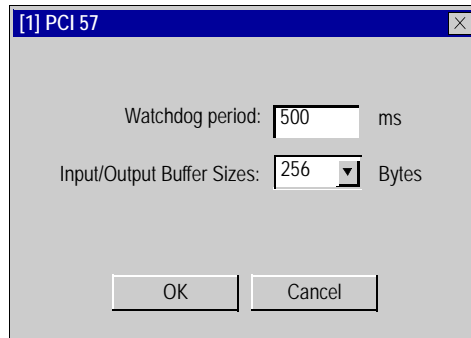 [1] PCI 57
Watchdog period: 500 ms
Input/Output Buffer Sizes: 256 Bytes
OK Cancel